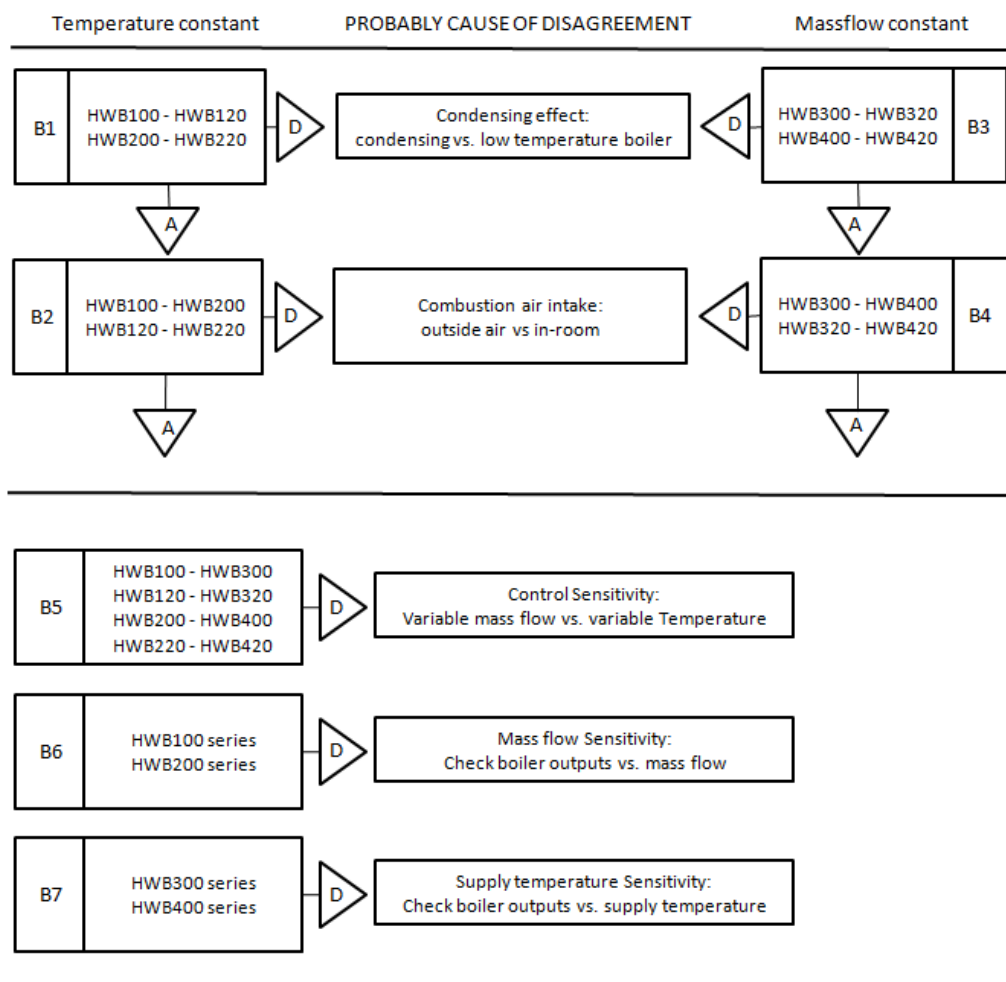 Temperature constant PROBABLY CAUSE OF DISAGREEMENT Massflow constant
B1
HWB100 - HWB120
HWB200 - HWB220
D
Condensing effect:
condensing vs. low temperature boiler
D
HWB300 - HWB320
HWB400 - HWB420
B3
A
A
B2
HWB100 - HWB200
HWB120 - HWB220
D
Combustion air intake:
outside air vs in-room
D
HWB300 - HWB400
HWB320 - HWB420
B4
A
A
B5
HWB100 - HWB300
HWB120 - HWB320
HWB200 - HWB400
HWB220 - HWB420
D
Control Sensitivity:
Variable mass flow vs. variable Temperature
B6
HWB100 series
HWB200 series
D
Mass flow Sensitivity:
Check boiler outputs vs. mass flow
B7
HWB300 series
HWB400 series
D
Supply temperature Sensitivity:
Check boiler outputs vs. supply temperature